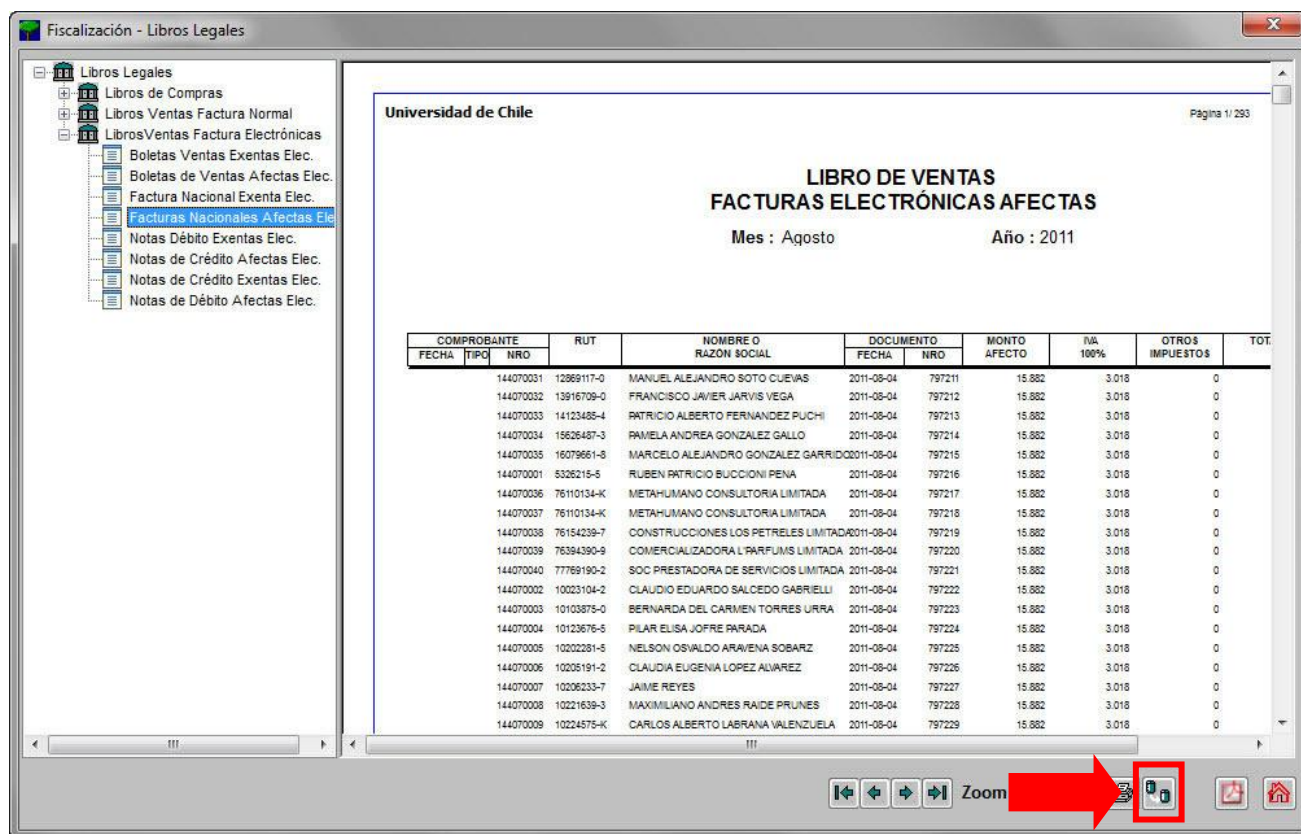 Fiscalización - Libros Legales
Libros Legales
Libros de Compras
Libros Ventas Factura Normal
LibrosVentas Factura Electrónicas
Boletas Ventas Exentas Elec.
Boletas de Ventas Afectas Elec.
Factura Nacional Exenta Elec.
Facturas Nacionales Afectas Ele
Notas Débito Exentas Elec.
Notas de Crédito Afectas Elec.
Notas de Crédito Exentas Elec.
Notas de Débito Afectas Elec.
Universidad de Chile Página 1/ 293
LIBRO DE VENTAS
FACTURAS ELECTRÓNICAS AFECTAS
Mes : Agosto Año : 2011
COMPROBANTE RUT NOMBRE O DOCUMENTO MONTO IVA OTROS TOT
FECHA TIPO NRO RAZÓN SOCIAL FECHA NRO AFECTO 100% IMPUESTOS
144070031 12869117-0 MANUEL ALEJANDRO SOTO CUEVAS 2011-08-04 797211 15.882 3.018 0
144070032 13916709-0 FRANCISCO JAVIER JARVIS VEGA 2011-08-04 797212 15.882 3.018 0
144070033 14123485-4 PATRICIO ALBERTO FERNANDEZ PUCHI 2011-08-04 797213 15.882 3.018 0
144070034 15626487-3 PAMELA ANDREA GONZALEZ GALLO 2011-08-04 797214 15.882 3.018 0
144070035 16079661-8 MARCELO ALEJANDRO GONZALEZ GARRIDO 2011-08-04 797215 15.882 3.018 0
144070001 5326215-5 RUBEN PATRICIO BUCCIONI PENA 2011-08-04 797216 15.882 3.018 0
144070036 76110134-K METAHUMANO CONSULTORIA LIMITADA 2011-08-04 797217 15.882 3.018 0
144070037 76110134-K METAHUMANO CONSULTORIA LIMITADA 2011-08-04 797218 15.882 3.018 0
144070038 76154239-7 CONSTRUCCIONES LOS PETRELES LIMITADA 2011-08-04 797219 15.882 3.018 0
144070039 76394390-9 COMERCIALIZADORA L'PARFUMS LIMITADA 2011-08-04 797220 15.882 3.018 0
144070040 77769190-2 SOC PRESTADORA DE SERVICIOS LIMITADA 2011-08-04 797221 15.882 3.018 0
144070002 10023104-2 CLAUDIO EDUARDO SALCEDO GABRIELLI 2011-08-04 797222 15.882 3.018 0
144070003 10103875-0 BERNARDA DEL CARMEN TORRES URRA 2011-08-04 797223 15.882 3.018 0
144070004 10123676-5 PILAR ELISA JOFRE PARADA 2011-08-04 797224 15.882 3.018 0
144070005 10202281-5 NELSON OSVALDO ARAVENA SOBARZ 2011-08-04 797225 15.882 3.018 0
144070006 10205191-2 CLAUDIA EUGENIA LOPEZ ALVAREZ 2011-08-04 797226 15.882 3.018 0
144070007 10206233-7 JAIME REYES 2011-08-04 797227 15.882 3.018 0
144070008 10221639-3 MAXIMILIANO ANDRES RAIDE PRUNES 2011-08-04 797228 15.882 3.018 0
144070009 10224575-K CARLOS ALBERTO LABRANA VALENZUELA 2011-08-04 797229 15.882 3.018 0
Zoom